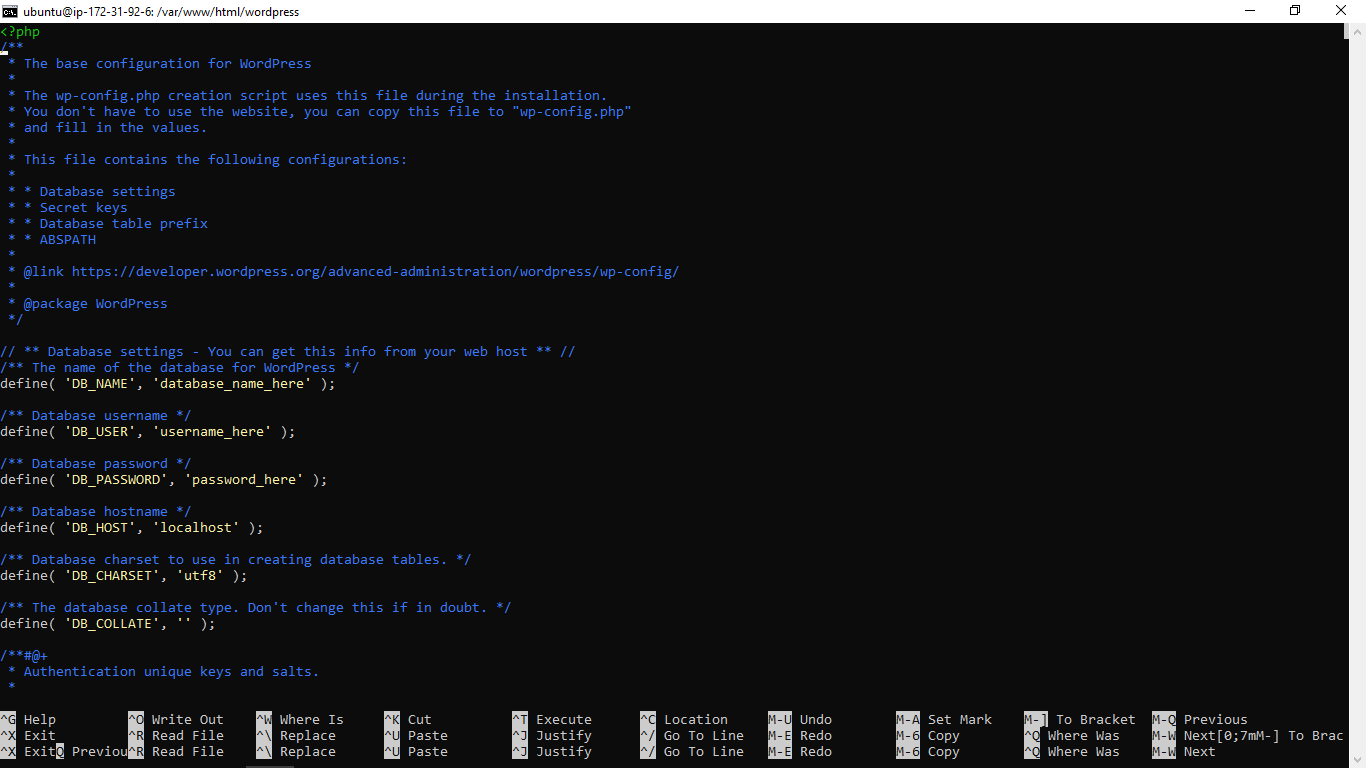 ubuntu@ip-172-31-92-6: /var/www/html/wordpress
<?php
/**
 * The base configuration for WordPress
 *
 * The wp-config.php creation script uses this file during the installation.
 * You don't have to use the website, you can copy this file to "wp-config.php"
 * and fill in the values.
 *
 * This file contains the following configurations:
 *
 * * Database settings
 * * Secret keys
 * * Database table prefix
 * * ABSPATH
 *
 * @link https://developer.wordpress.org/advanced-administration/wordpress/wp-config/
 *
 * @package WordPress
 */
// ** Database settings - You can get this info from your web host ** //
/** The name of the database for WordPress */
define( 'DB_NAME', 'database_name_here' );
/** Database username */
define( 'DB_USER', 'username_here' );
/** Database password */
define( 'DB_PASSWORD', 'password_here' );
/** Database hostname */
define( 'DB_HOST', 'localhost' );
/** Database charset to use in creating database tables. */
define( 'DB_CHARSET', 'utf8' );
/** The database collate type. Don't change this if in doubt. */
define( 'DB_COLLATE', '' );
/**#@+
 * Authentication unique keys and salts.
 *
^G Help ^O Write Out ^W Where Is ^K Cut ^T Execute ^C Location M-U Undo M-A Set Mark M-] To Bracket M-Q Previous
^X Exit ^R Read File ^\ Replace ^U Paste ^J Justify ^/ Go To Line M-E Redo M-6 Copy ^Q Where Was M-W Next[0;7mM-] To Brac
^X ExitQ Previou^R Read File ^\ Replace ^U Paste ^J Justify ^/ Go To Line M-E Redo M-6 Copy ^Q Where Was M-W Next